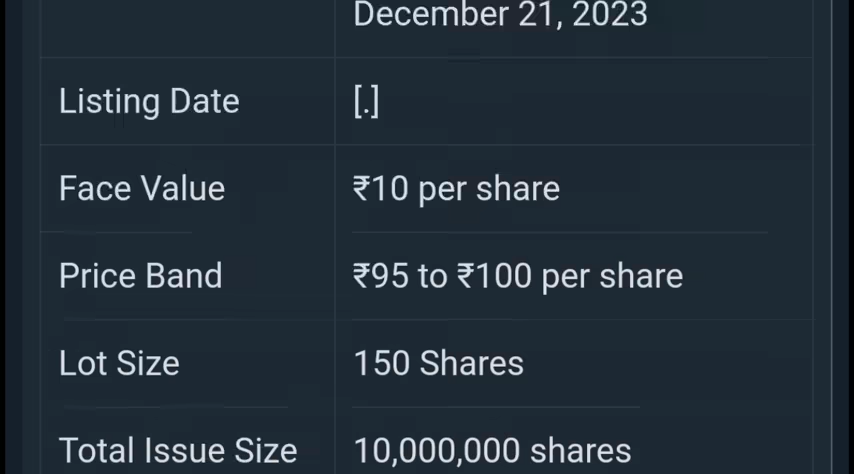 December 21, 2023
Listing Date [.]
Face Value ₹10 per share
Price Band ₹95 to ₹100 per share
Lot Size 150 Shares
Total Issue Size 10,000,000 shares